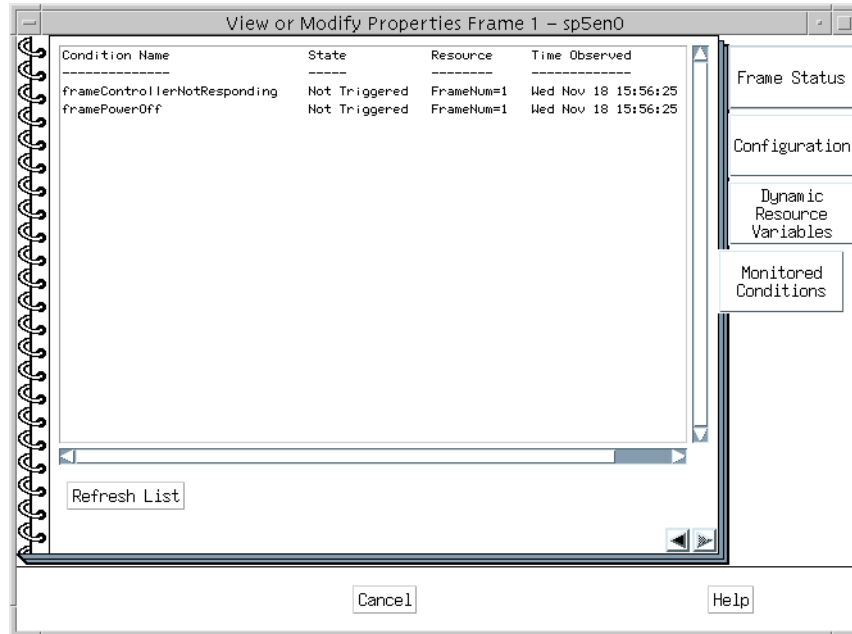 View or Modify Properties Frame 1 – sp5en0
Condition Name State Resource Time Observed
-------------- ----- -------- -------------
frameControllerNotResponding Not Triggered FrameNum=1 Wed Nov 18 15:56:25
framePowerOff Not Triggered FrameNum=1 Wed Nov 18 15:56:25
Frame Status
Configuration
Dynamic
Resource
Variables
Monitored
Conditions
Refresh List
Cancel
Help